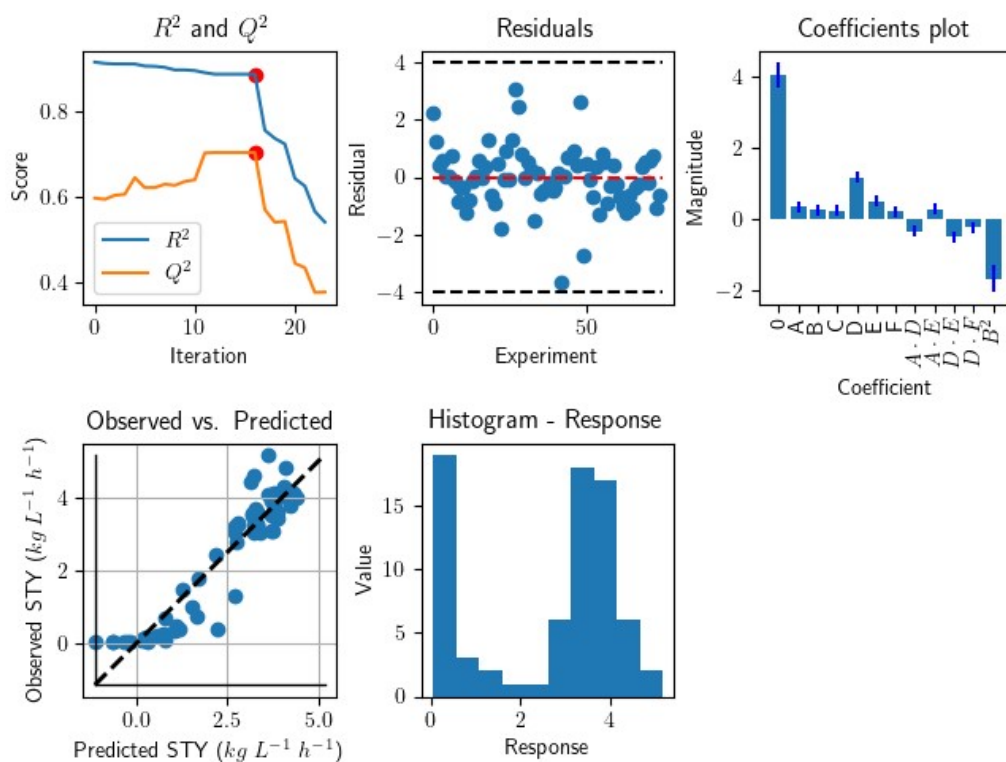 R² and Q²
Score
0.8
0.6
0.4
R²
Q²
0
10
20
Iteration
Residuals
Residual
4
2
0
−2
−4
0
50
Experiment
Coefficients plot
Magnitude
4
2
0
−2
0
A
B
C
D
E
F
A · D
A · E
D · E
D · F
B²
Coefficient
Observed vs. Predicted
Observed STY (kg L⁻¹ h⁻¹)
4
2
0
0.0
2.5
5.0
Predicted STY (kg L⁻¹ h⁻¹)
Histogram - Response
Value
15
10
5
0
0
2
4
Response